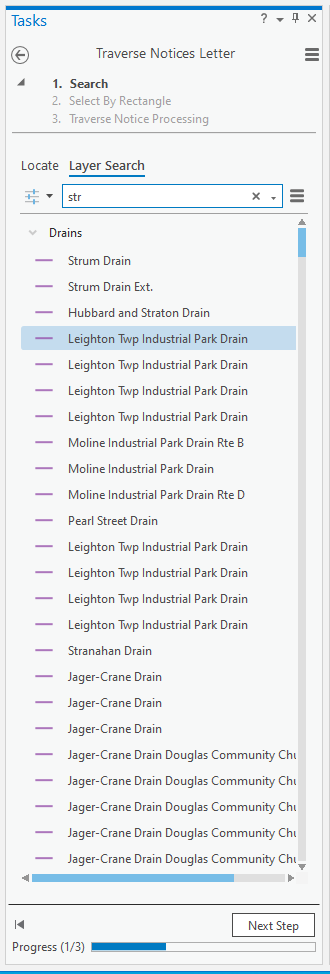 Tasks
?
Traverse Notices Letter
1. Search
2. Select By Rectangle
3. Traverse Notice Processing
Locate Layer Search
str
Drains
Strum Drain
Strum Drain Ext.
Hubbard and Straton Drain
Leighton Twp Industrial Park Drain
Leighton Twp Industrial Park Drain
Leighton Twp Industrial Park Drain
Leighton Twp Industrial Park Drain
Moline Industrial Park Drain Rte B
Moline Industrial Park Drain
Moline Industrial Park Drain Rte D
Pearl Street Drain
Leighton Twp Industrial Park Drain
Leighton Twp Industrial Park Drain
Leighton Twp Industrial Park Drain
Leighton Twp Industrial Park Drain
Stranahan Drain
Jager-Crane Drain
Jager-Crane Drain
Jager-Crane Drain
Jager-Crane Drain Douglas Community Chu
Jager-Crane Drain Douglas Community Chu
Jager-Crane Drain Douglas Community Chu
Jager-Crane Drain Douglas Community Chu
Jager-Crane Drain Douglas Community Chu
Next Step
Progress (1/3)